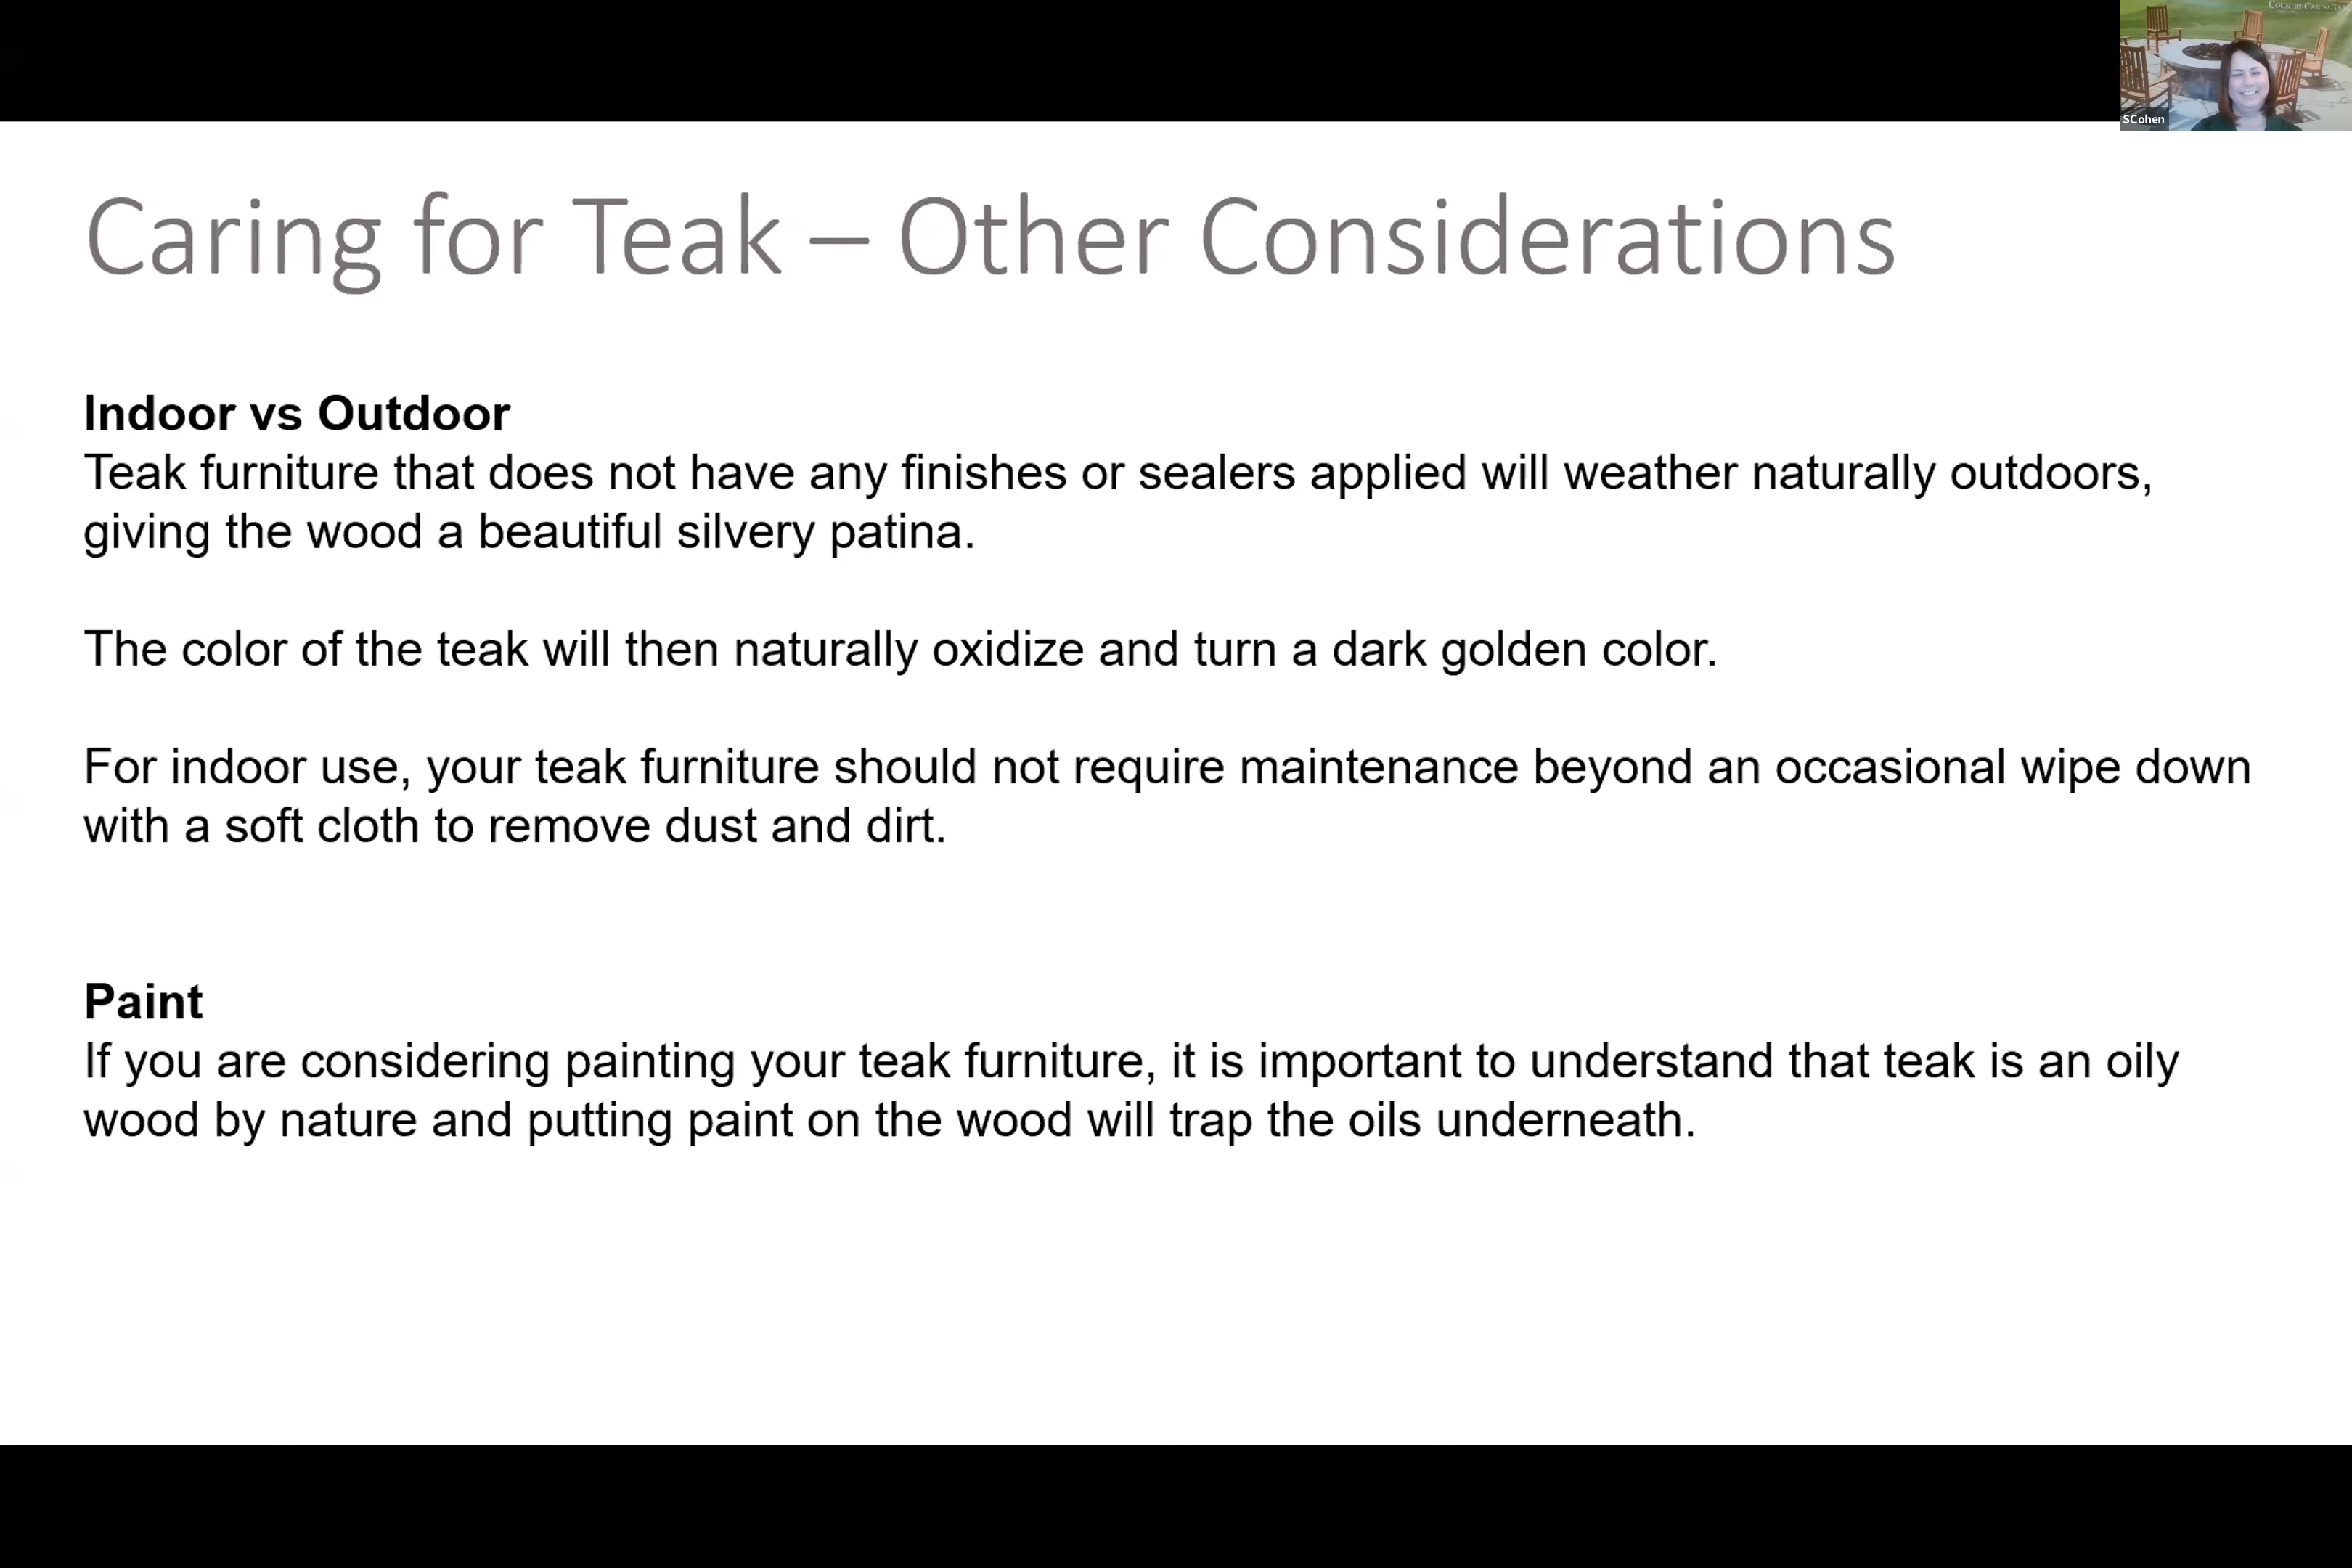 COUNTRY CASUAL TEAK
SCohen
Caring for Teak – Other Considerations
Indoor vs Outdoor
Teak furniture that does not have any finishes or sealers applied will weather naturally outdoors,
giving the wood a beautiful silvery patina.
The color of the teak will then naturally oxidize and turn a dark golden color.
For indoor use, your teak furniture should not require maintenance beyond an occasional wipe down
with a soft cloth to remove dust and dirt.
Paint
If you are considering painting your teak furniture, it is important to understand that teak is an oily
wood by nature and putting paint on the wood will trap the oils underneath.